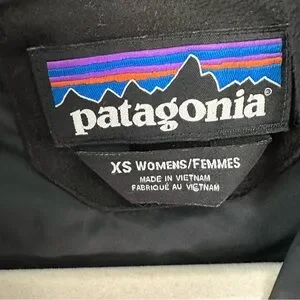 patagonia®
XS WOMENS/FEMMES
MADE IN VIETNAM
FABRIQUÉ AU VIETNAM